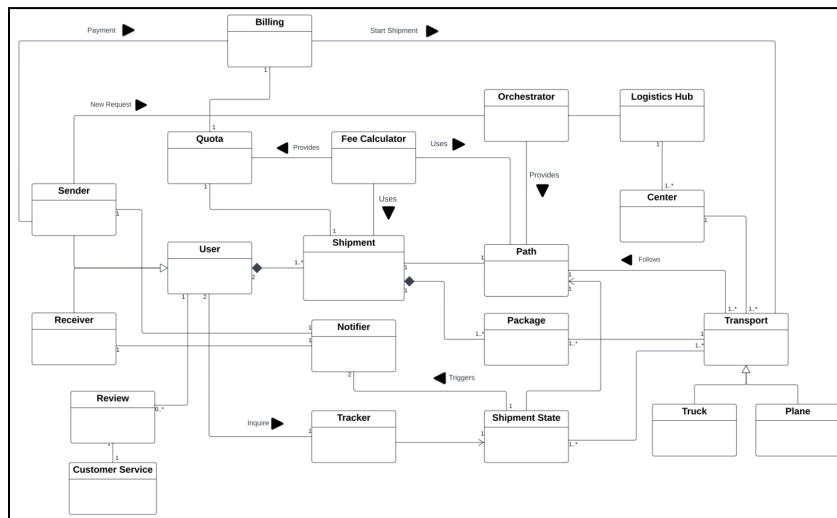 Billing
Payment
Start Shipment
1
Orchestrator
Logistics Hub
New Request
1
Quota
Fee Calculator
Provides
Uses
1
1
Provides
1..*
Sender
Center
1
Uses
1
1
User
Shipment
Path
1..*
1
1
1
Follows
2
1
1
1
2
1..*
1..*
Receiver
Notifier
Package
Transport
1
1
1..*
1..*
1
1
1..*
2
Triggers
Review
1
0..*
Tracker
Shipment State
Truck
Plane
Inquire
1
1
*
1..*
1
Customer Service